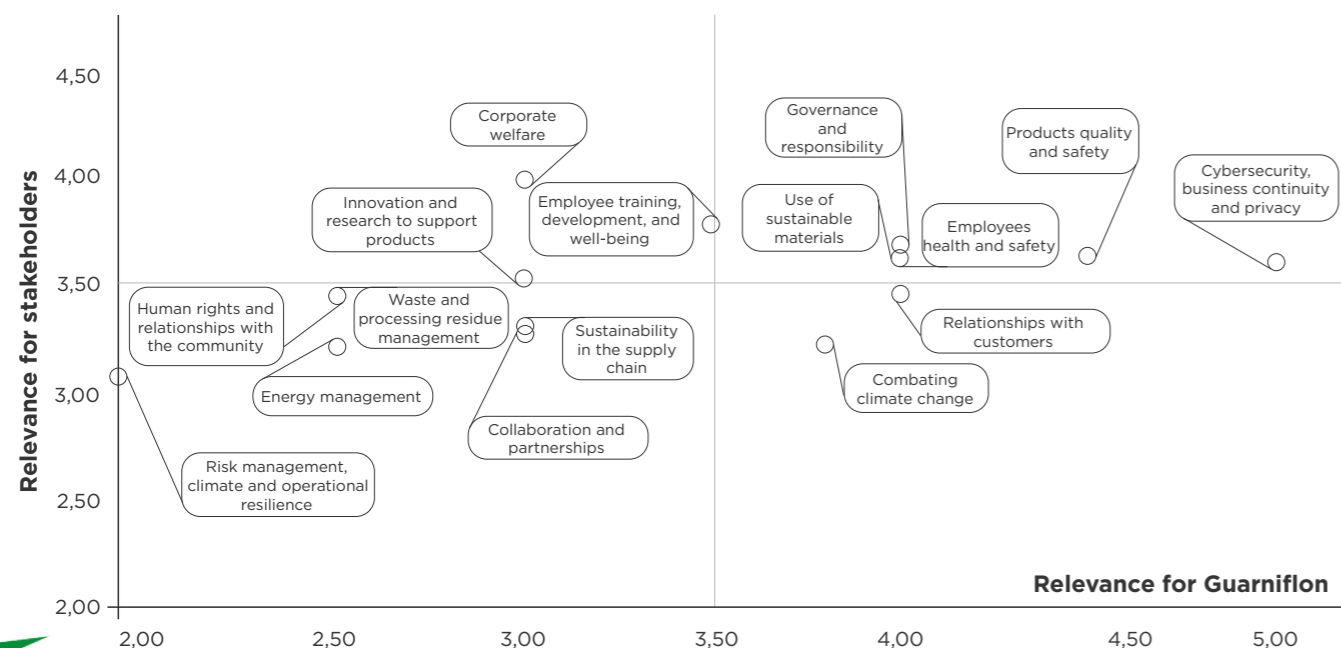 Relevance for stakeholders
4,50
4,00
3,50
3,00
2,50
2,00
Corporate
welfare
Governance
and
responsibility
Products quality
and safety
Cybersecurity,
business continuity
and privacy
Innovation and
research to support
products
Employee training,
development, and
well-being
Use of
sustainable
materials
Employees
health and safety
Human rights and
relationships with
the community
Waste and
processing residue
management
Sustainability
in the supply
chain
Relationships with
customers
Energy management
Combating
climate change
Collaboration and
partnerships
Risk management,
climate and operational
resilience
Relevance for Guarniflon
2,00
2,50
3,00
3,50
4,00
4,50
5,00